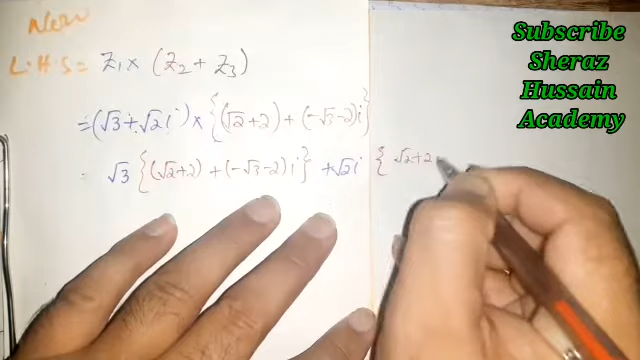 Now
L.H.S = Z₁ × (Z₂ + Z₃)
= (√3 + √2 i) × {(√2 + 2) + (-√3 - 2) i}
= √3 {(√2 + 2) + (-√3 - 2) i} + √2 i { √2 + 2
Subscribe
Sheraz
Hussain
Academy